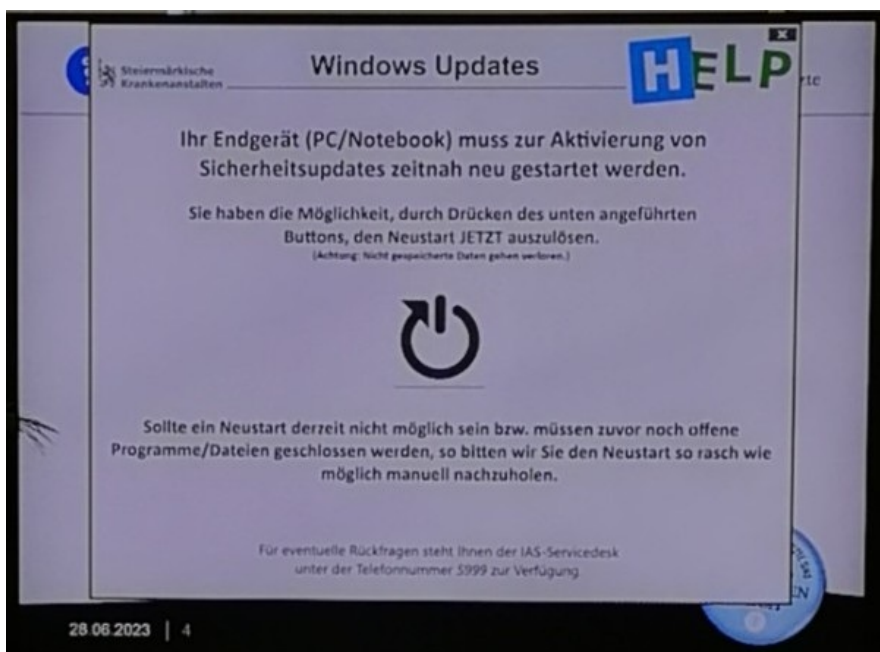 Steiermärkische
Krankenanstalten
Windows Updates
HELP
Ihr Endgerät (PC/Notebook) muss zur Aktivierung von
Sicherheitsupdates zeitnah neu gestartet werden.
Sie haben die Möglichkeit, durch Drücken des unten angeführten
Buttons, den Neustart JETZT auszulösen.
(Achtung: Nicht gespeicherte Daten gehen verloren.)
Sollte ein Neustart derzeit nicht möglich sein bzw. müssen zuvor noch offene
Programme/Dateien geschlossen werden, so bitten wir Sie den Neustart so rasch wie
möglich manuell nachzuholen.
Für eventuelle Rückfragen steht Ihnen der IAS-Servicedesk
unter der Telefonnummer 5999 zur Verfügung
28.06.2023 | 4